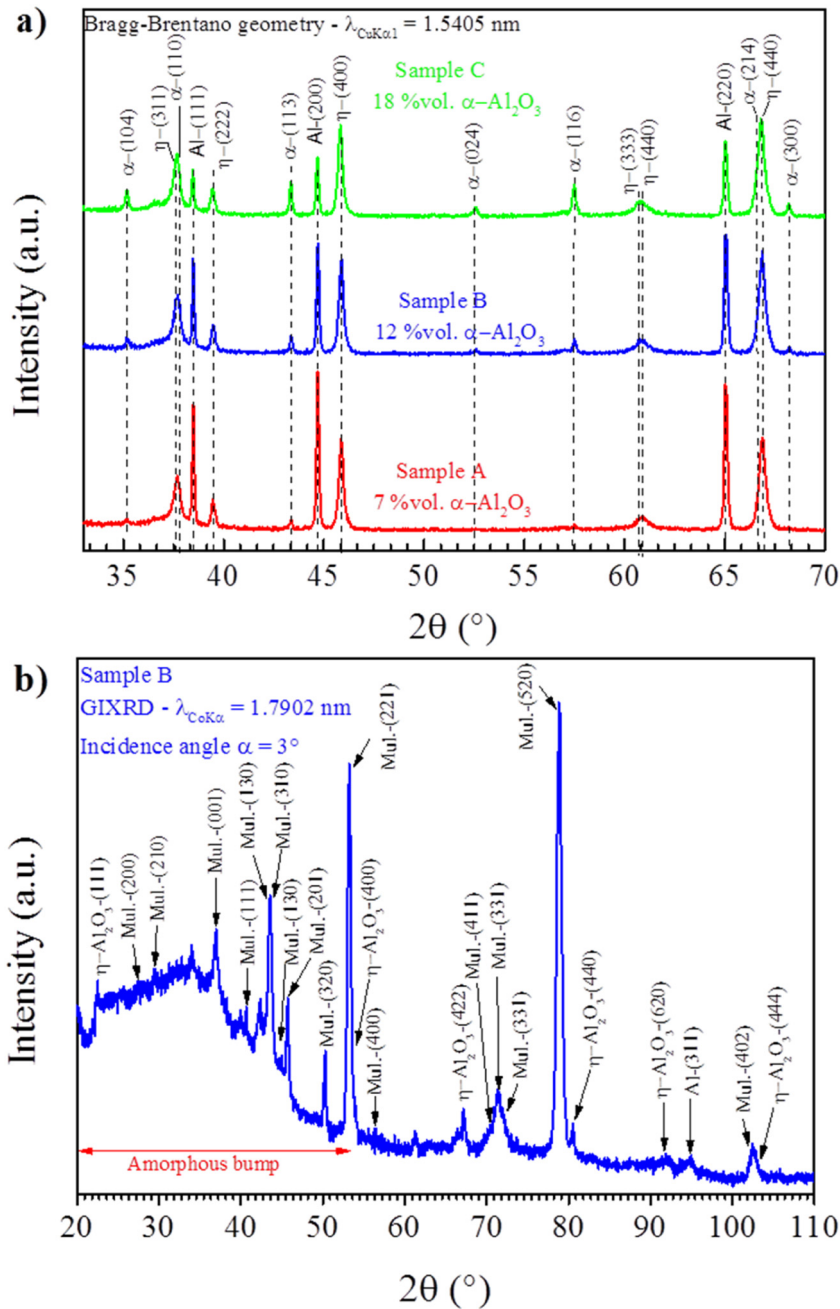 a)
Bragg-Brentano geometry - λCuKα1 = 1.5405 nm
α–(104)
η–(311)
α–(110)
Al-(111)
η–(222)
α–(113)
Al-(200)
η–(400)
α–(024)
α–(116)
η–(333)
η–(440)
Al-(220)
α–(214)
η–(440)
α–(300)
Sample C
18 %vol. α–Al2O3
Sample B
12 %vol. α–Al2O3
Sample A
7 %vol. α–Al2O3
Intensity (a.u.)
35 40 45 50 55 60 65 70
2θ (°)
b)
Sample B
GIXRD - λCoKα = 1.7902 nm
Incidence angle α = 3°
η–Al2O3-(111)
Mul.-(200)
Mul.-(210)
Mul.-(001)
Mul.-(111)
Mul.-(130)
Mul.-(310)
Mul.-(130)
Mul.-(201)
Mul.-(320)
Mul.-(221)
η–Al2O3-(400)
Mul.-(400)
η–Al2O3-(422)
Mul.-(411)
Mul.-(331)
Mul.-(331)
Mul.-(520)
η–Al2O3-(440)
η–Al2O3-(620)
Al-(311)
Mul.-(402)
η–Al2O3-(444)
Amorphous bump
Intensity (a.u.)
20 30 40 50 60 70 80 90 100 110
2θ (°)